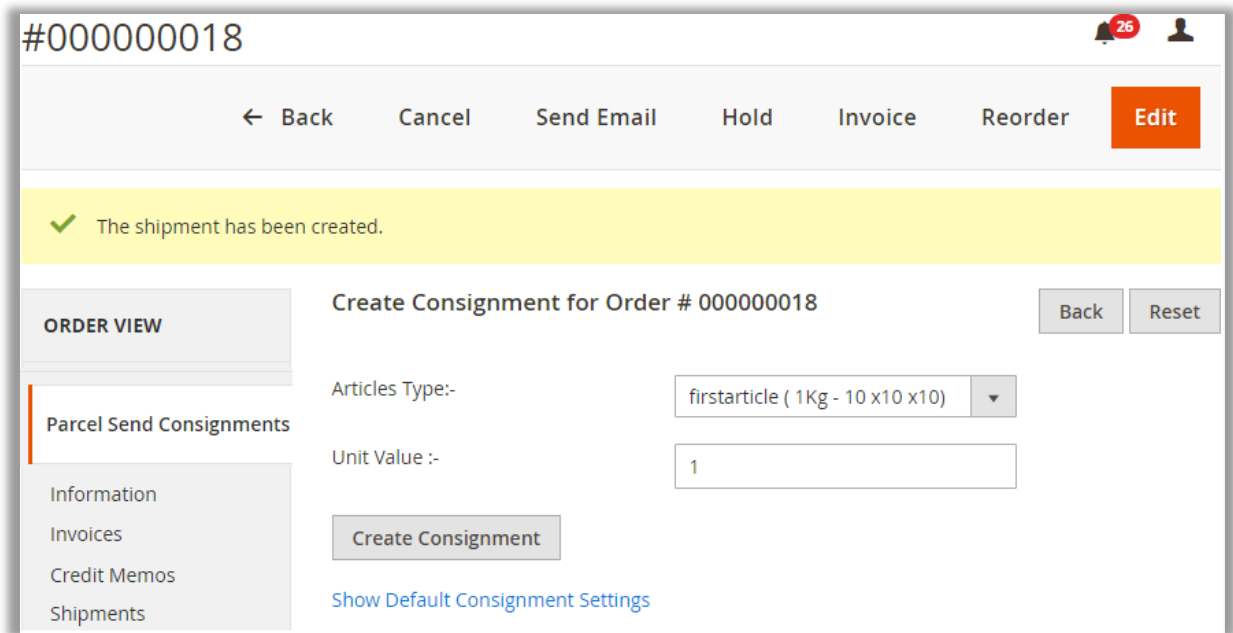 #000000018
26
← Back Cancel Send Email Hold Invoice Reorder Edit
The shipment has been created.
ORDER VIEW
Create Consignment for Order # 000000018
Back Reset
Articles Type:-
firstarticle ( 1Kg - 10 x10 x10)
Parcel Send Consignments
Unit Value :-
1
Information
Invoices
Create Consignment
Credit Memos
Show Default Consignment Settings
Shipments